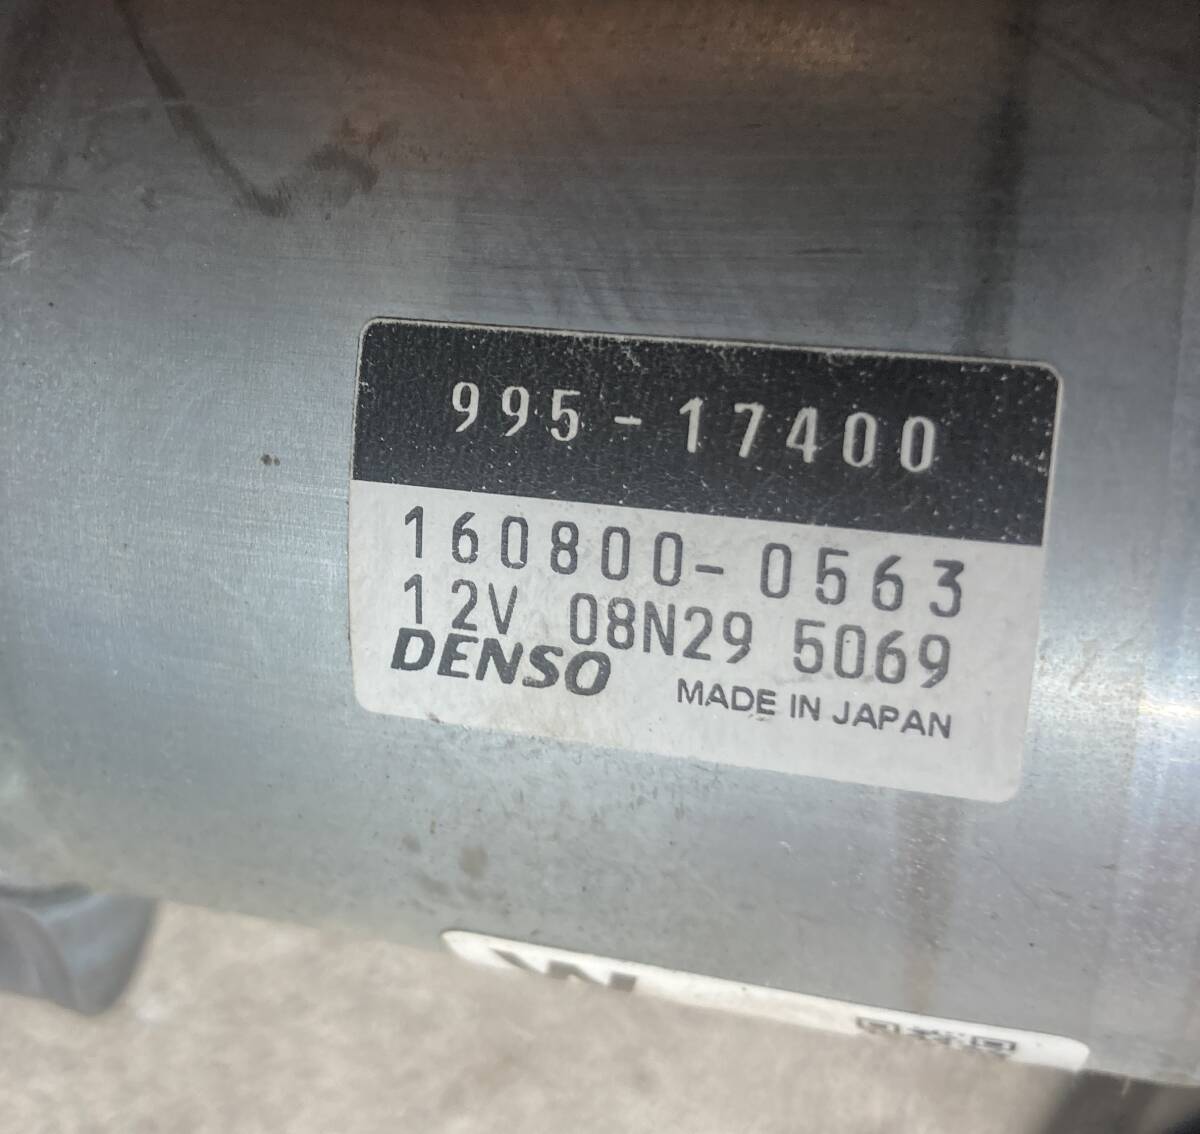 995-17400
160800-0563
12V 08N29 5069
DENSO MADE IN JAPAN